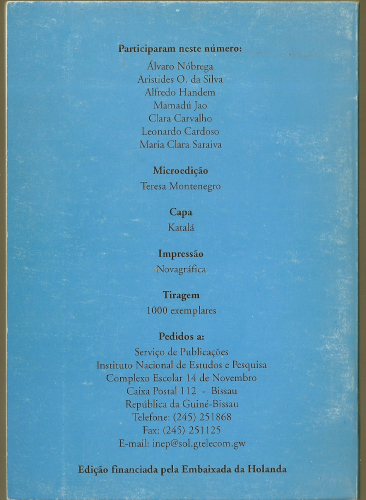 Participaram neste número:
Álvaro Nóbrega
Aristides O. da Silva
Alfredo Handem
Mamadú Jao
Clara Carvalho
Leonardo Cardoso
Maria Clara Saraiva
Microedição
Teresa Montenegro
Capa
Katalá
Impressão
Novagráfica
Tiragem
1000 exemplares
Pedidos a:
Serviço de Publicações
Instituto Nacional de Estudos e Pesquisa
Complexo Escolar 14 de Novembro
Caixa Postal 112 - Bissau
República da Guiné-Bissau
Telefone: (245) 251868
Fax: (245) 251125
E-mail: inep@sol.gtelecom.gw
Edição financiada pela Embaixada da Holanda